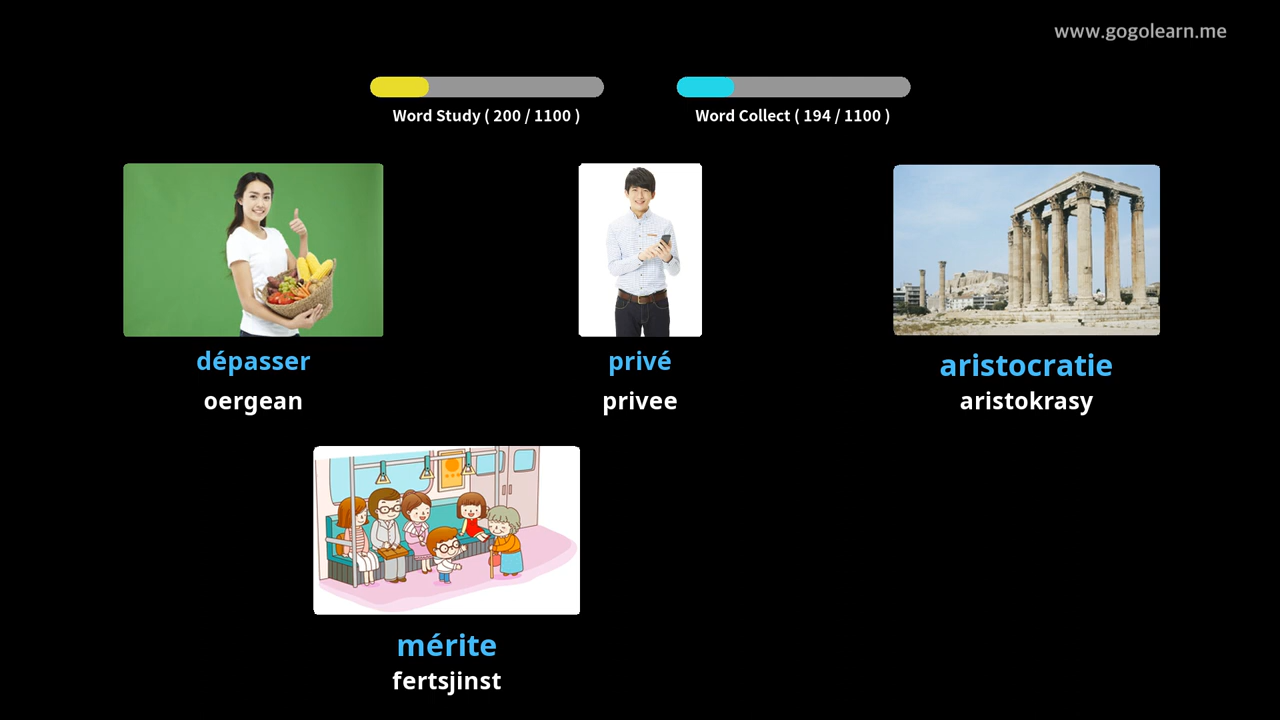 www.gogolearn.me
Word Study ( 200 / 1100 )
Word Collect ( 194 / 1100 )
dépasser
oergean
privé
privee
aristocratie
aristokrasy
mérite
fertsjinst